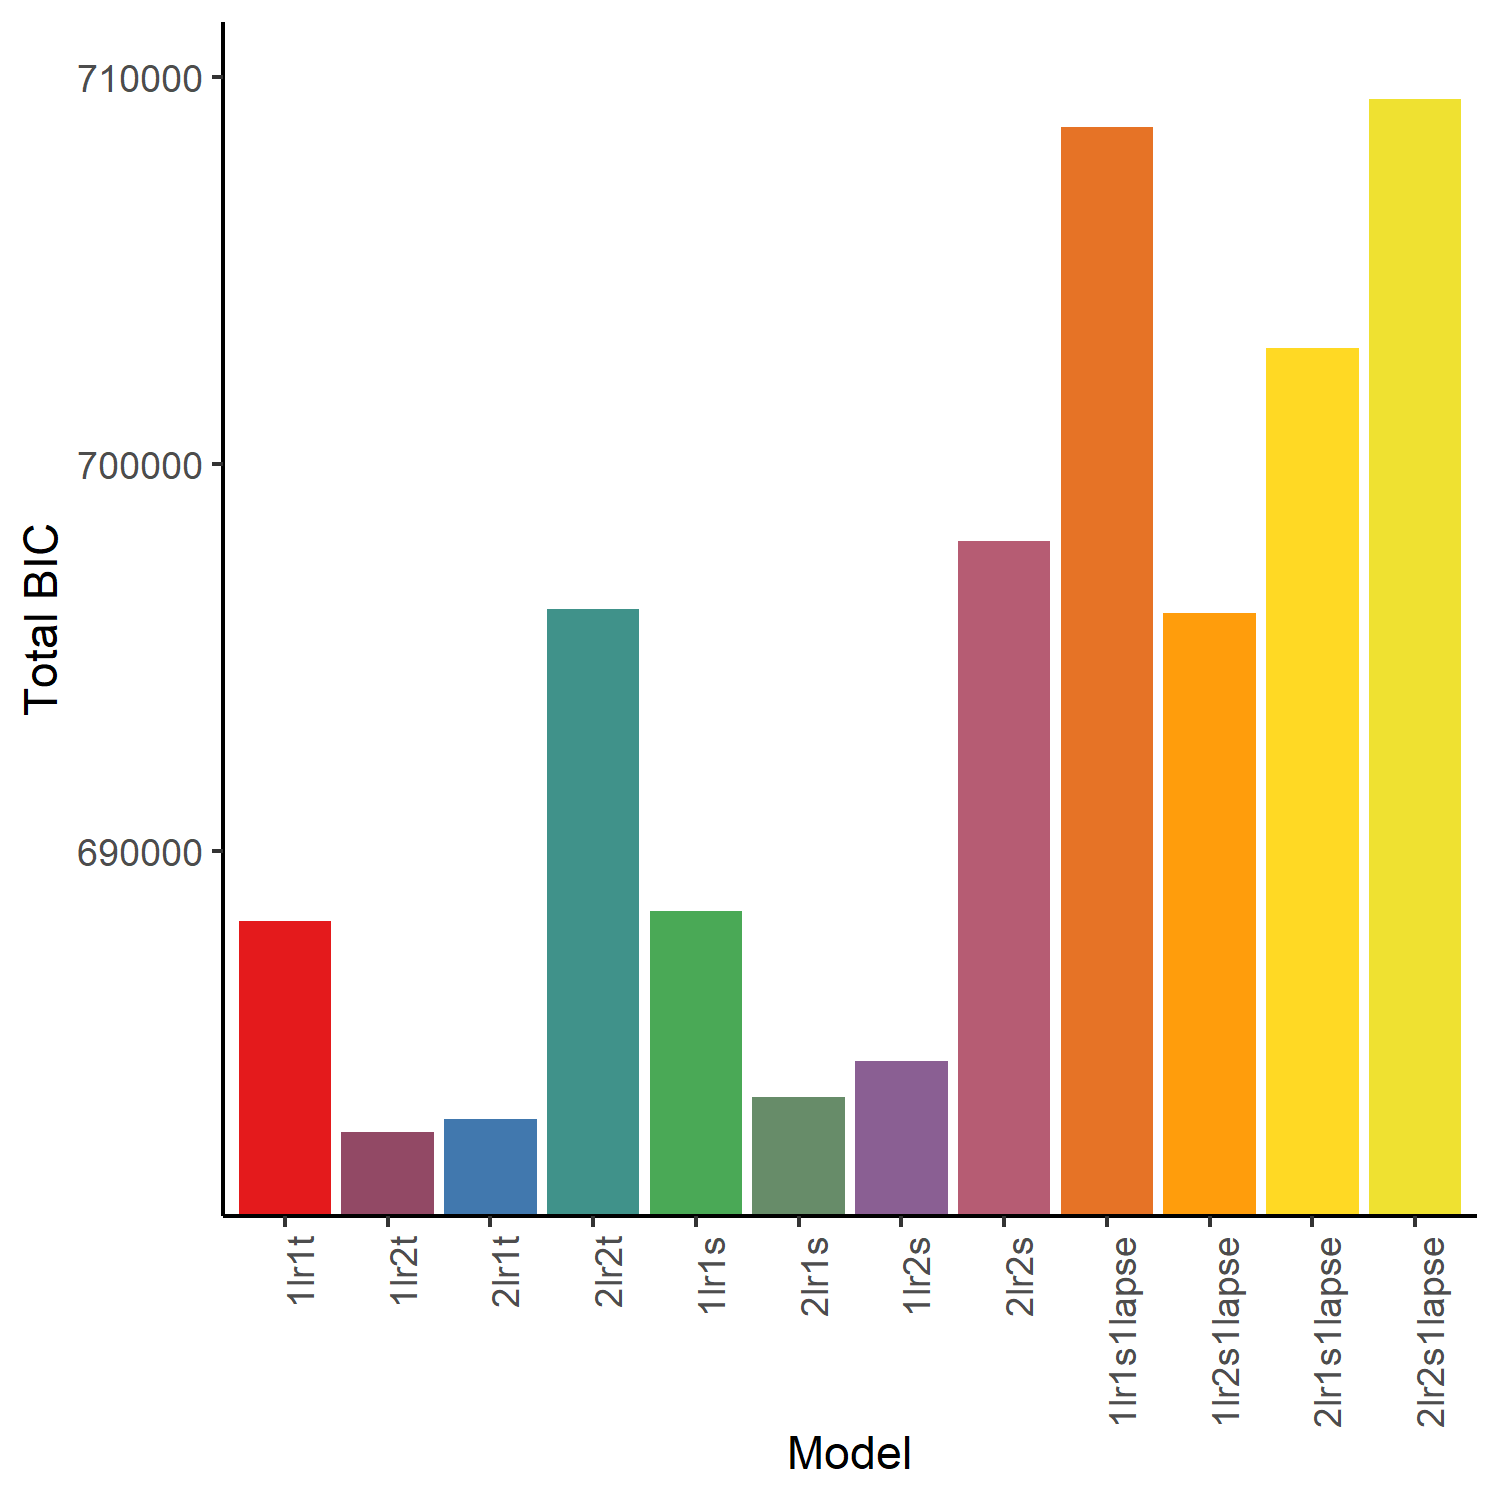 710000
700000
690000
Total BIC
1lr1t
1lr2t
2lr1t
2lr2t
1lr1s
2lr1s
1lr2s
2lr2s
1lr1s1lapse
1lr2s1lapse
2lr1s1lapse
2lr2s1lapse
Model